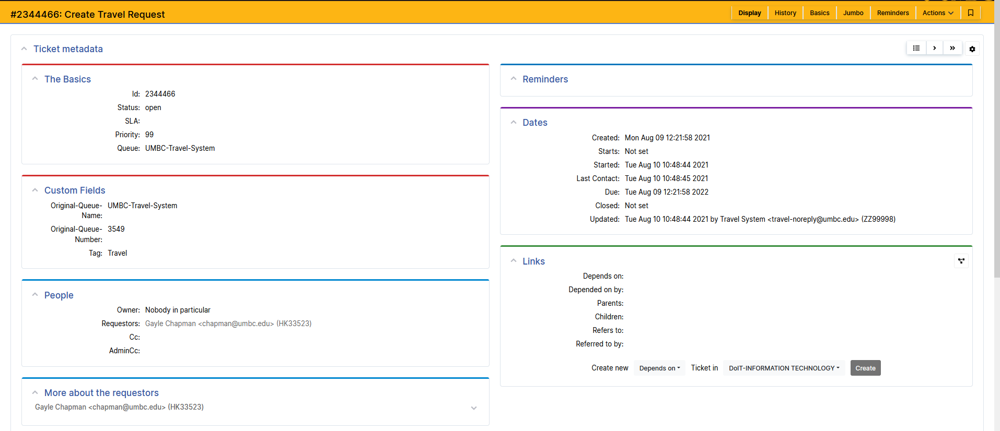 #2344466: Create Travel Request
Display History Basics Jumbo Reminders Actions
Ticket metadata
The Basics
Id: 2344466
Status: open
SLA:
Priority: 99
Queue: UMBC-Travel-System
Custom Fields
Original-Queue- UMBC-Travel-System
Name:
Original-Queue- 3549
Number:
Tag: Travel
People
Owner: Nobody in particular
Requestors: Gayle Chapman <chapman@umbc.edu> (HK33523)
Cc:
AdminCc:
More about the requestors
Gayle Chapman <chapman@umbc.edu> (HK33523)
Reminders
Dates
Created: Mon Aug 09 12:21:58 2021
Starts: Not set
Started: Tue Aug 10 10:48:44 2021
Last Contact: Tue Aug 10 10:48:45 2021
Due: Tue Aug 09 12:21:58 2022
Closed: Not set
Updated: Tue Aug 10 10:48:44 2021 by Travel System <travel-noreply@umbc.edu> (ZZ99998)
Links
Depends on:
Depended on by:
Parents:
Children:
Refers to:
Referred to by:
Create new Depends on Ticket in DoIT-INFORMATION TECHNOLOGY Create